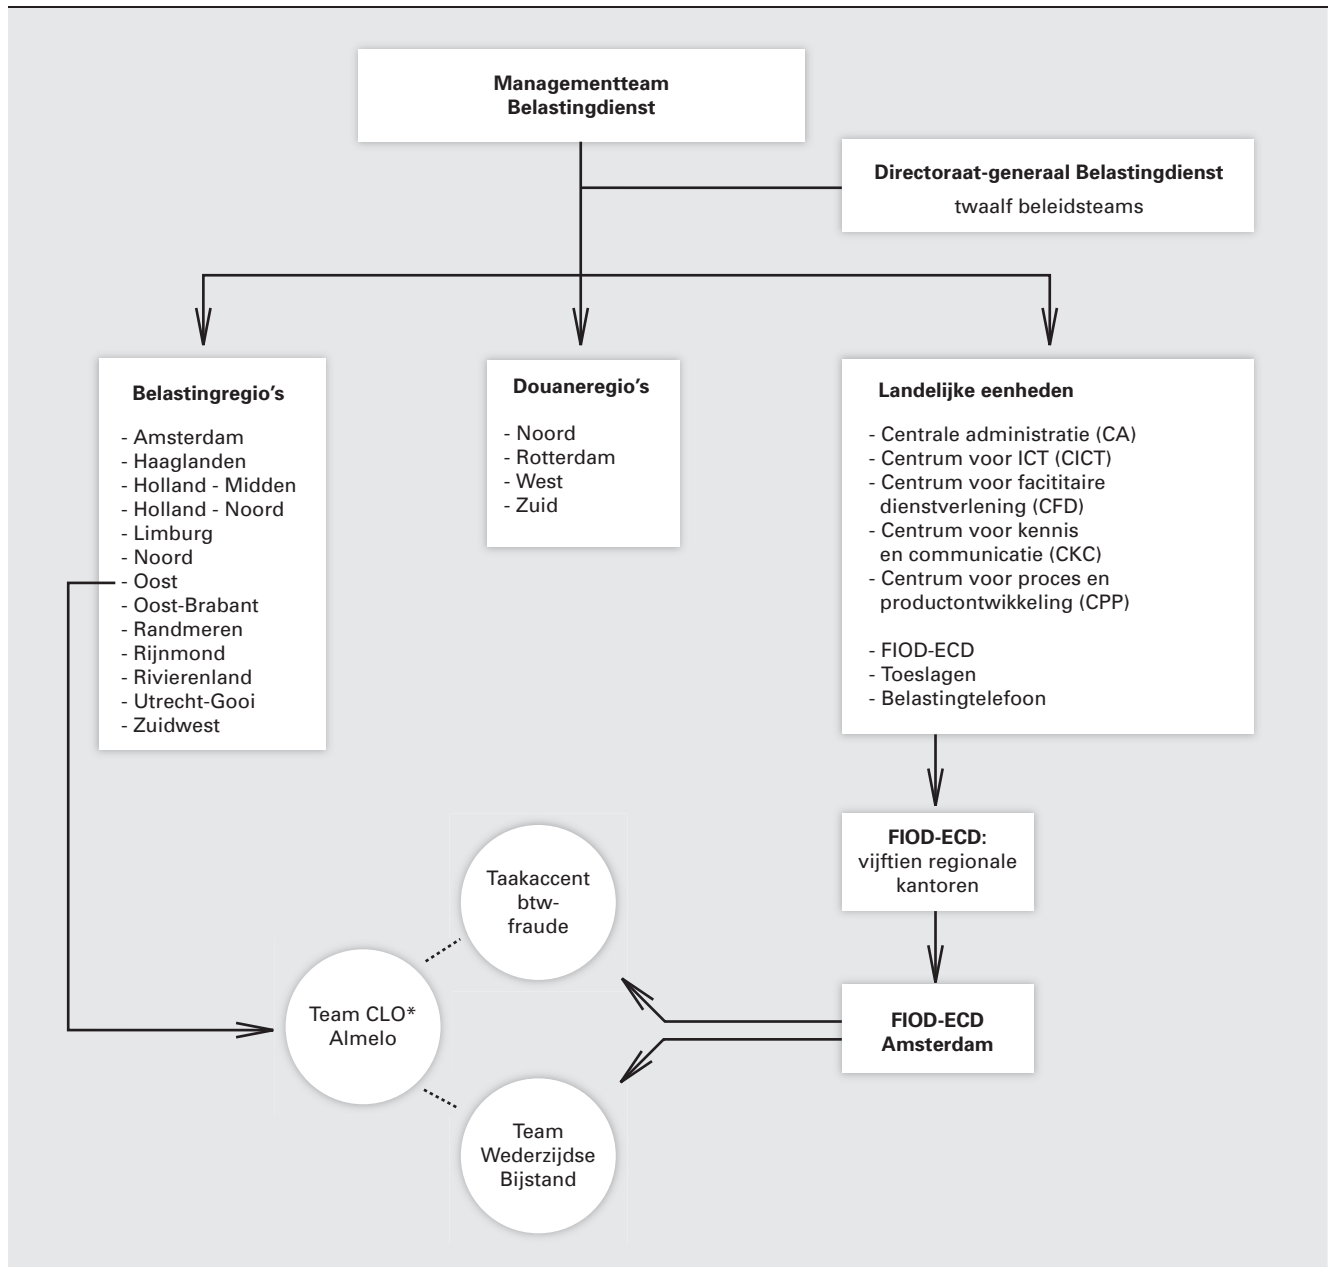 Managementteam
Belastingdienst
Directoraat-generaal Belastingdienst
twaalf beleidsteams
Belastingregio’s
- Amsterdam
- Haaglanden
- Holland - Midden
- Holland - Noord
- Limburg
- Noord
- Oost
- Oost-Brabant
- Randmeren
- Rijnmond
- Rivierenland
- Utrecht-Gooi
- Zuidwest
Douaneregio’s
- Noord
- Rotterdam
- West
- Zuid
Landelijke eenheden
- Centrale administratie (CA)
- Centrum voor ICT (CICT)
- Centrum voor facititaire
dienstverlening (CFD)
- Centrum voor kennis
en communicatie (CKC)
- Centrum voor proces en
productontwikkeling (CPP)
- FIOD-ECD
- Toeslagen
- Belastingtelefoon
FIOD-ECD:
vijftien regionale
kantoren
Taakaccent
btw-
fraude
Team CLO*
Almelo
FIOD-ECD
Amsterdam
Team
Wederzijdse
Bijstand